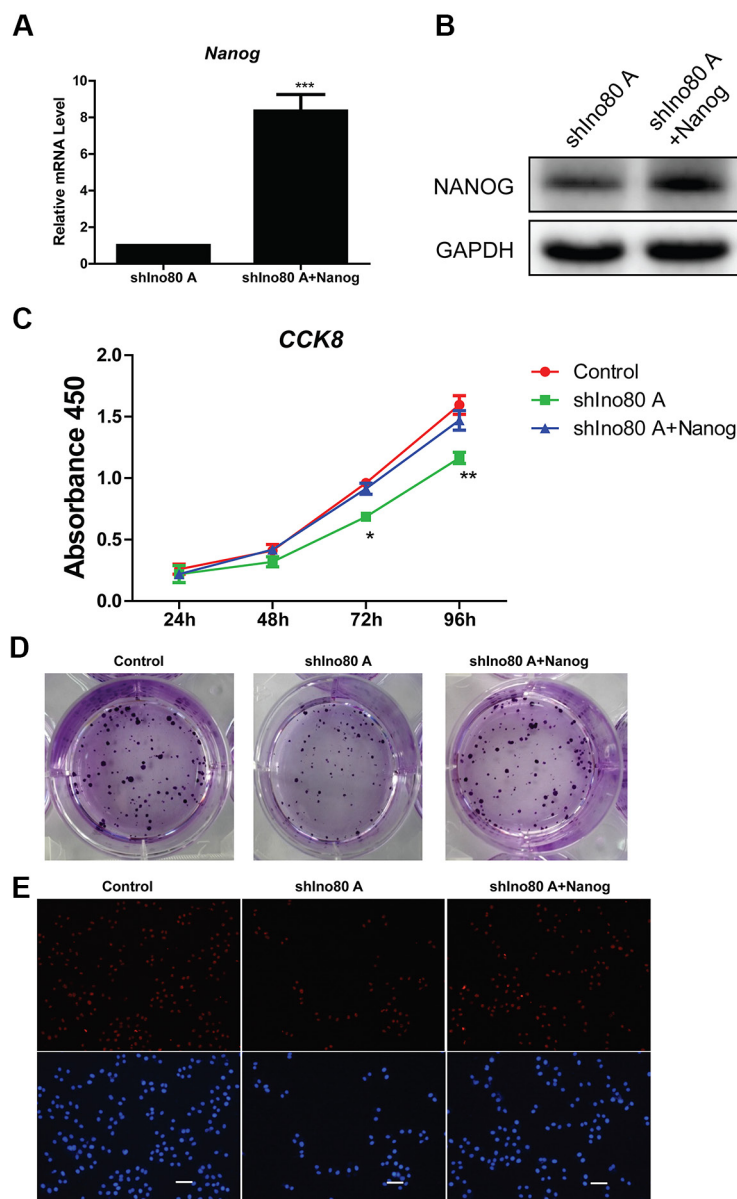 A
Nanog
Relative mRNA Level
10
8
6
4
2
0
***
shIno80 A
shIno80 A+Nanog
B
shIno80 A
shIno80 A
+Nanog
NANOG
GAPDH
C
CCK8
Absorbance 450
2.0
1.5
1.0
0.5
0.0
24h
48h
72h
96h
*
**
Control
shIno80 A
shIno80 A+Nanog
D
Control
shIno80 A
shIno80 A+Nanog
E
Control
shIno80 A
shIno80 A+Nanog